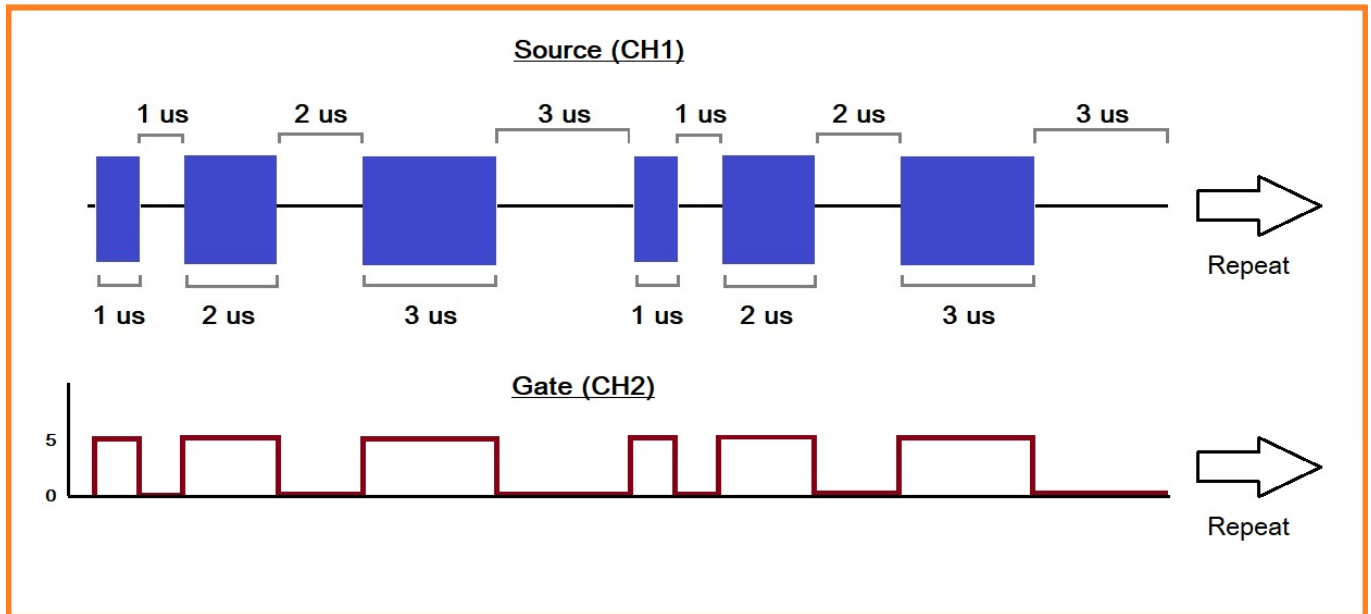 Source (CH1)
1 us 2 us 3 us 1 us 2 us 3 us
Repeat
1 us 2 us 3 us 1 us 2 us 3 us
Gate (CH2)
5
0
Repeat